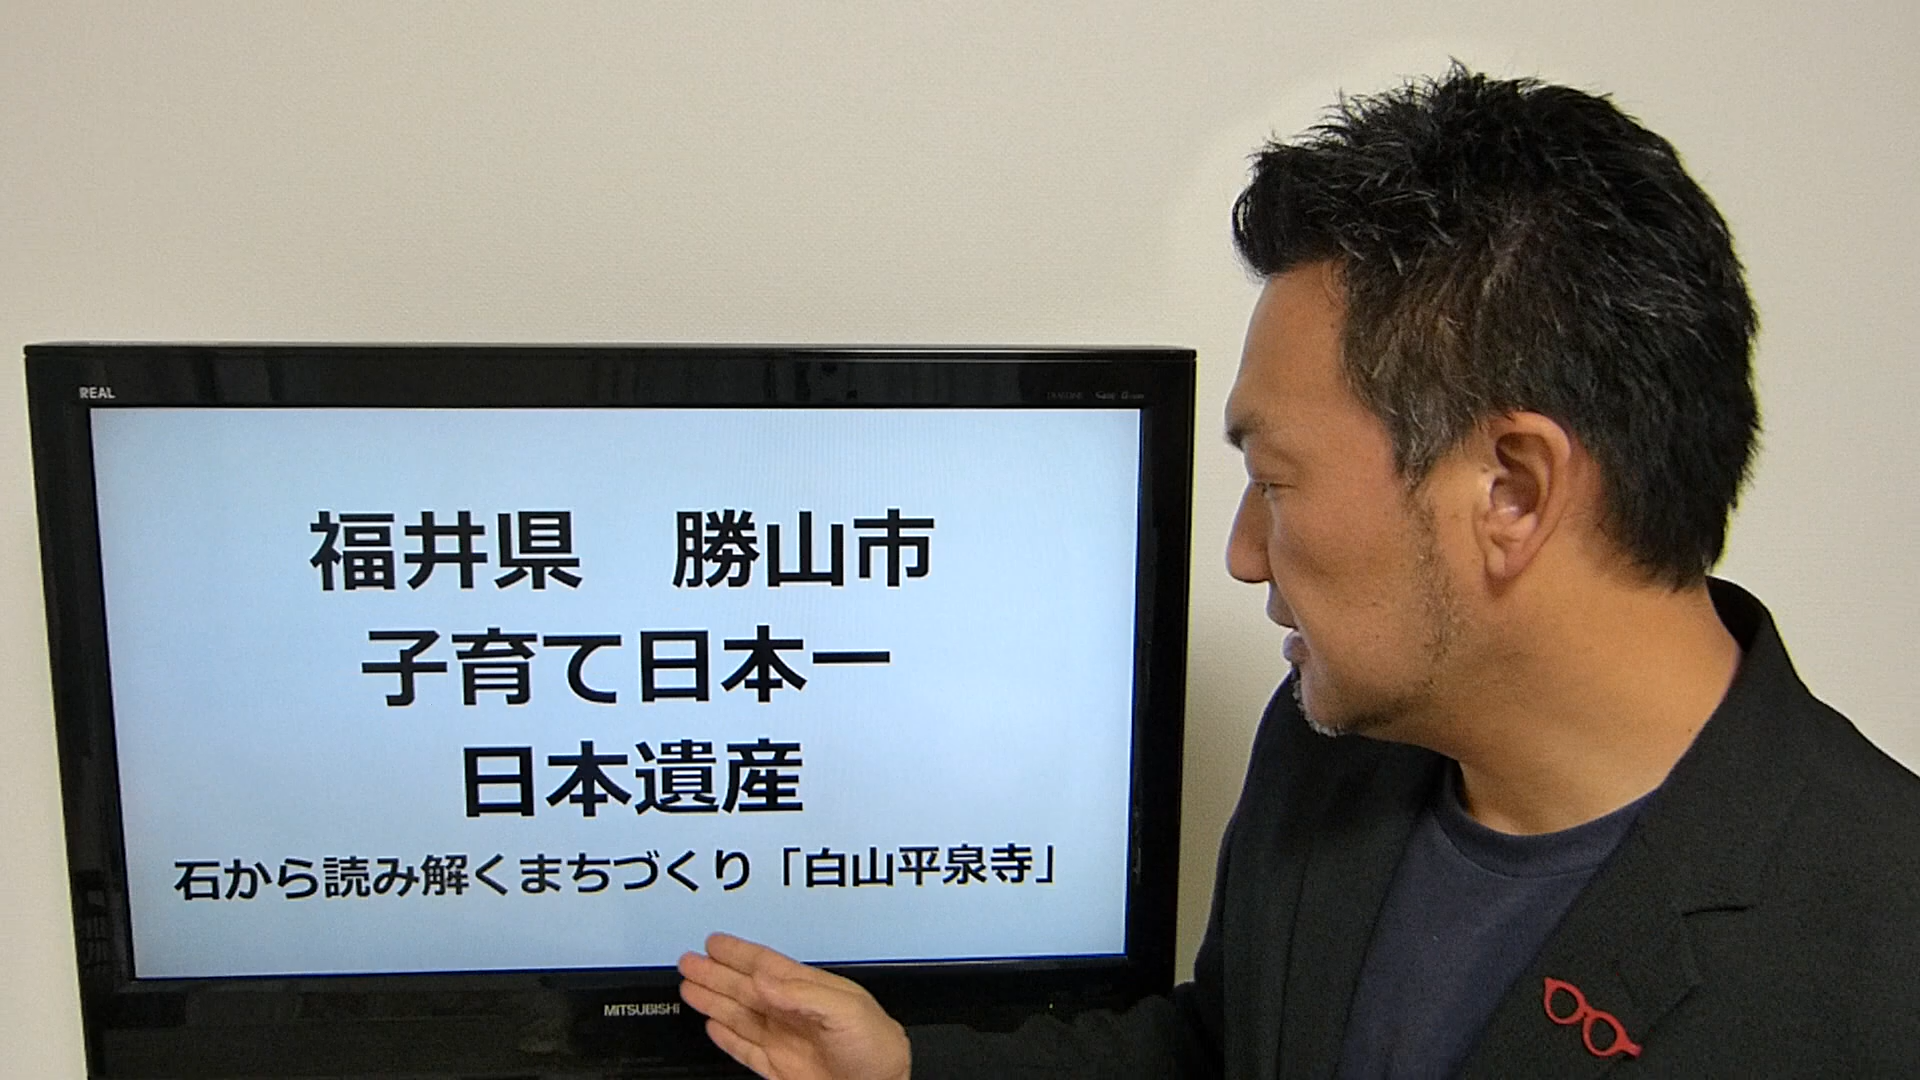 REAL
福井県　勝山市
子育て日本一
日本遺産
石から読み解くまちづくり「白山平泉寺」
MITSUBISHI